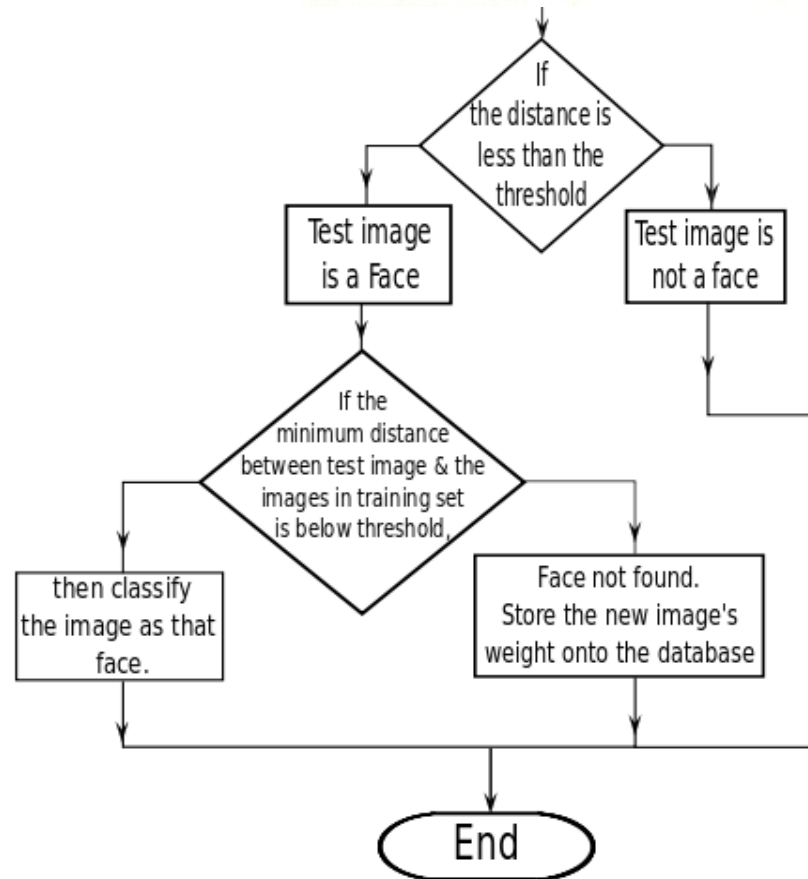 If
the distance is
less than the
threshold
Test image
is a Face
Test image is
not a face
If the
minimum distance
between test image & the
images in training set
is below threshold,
then classify
the image as that
face.
Face not found.
Store the new image's
weight onto the database
End